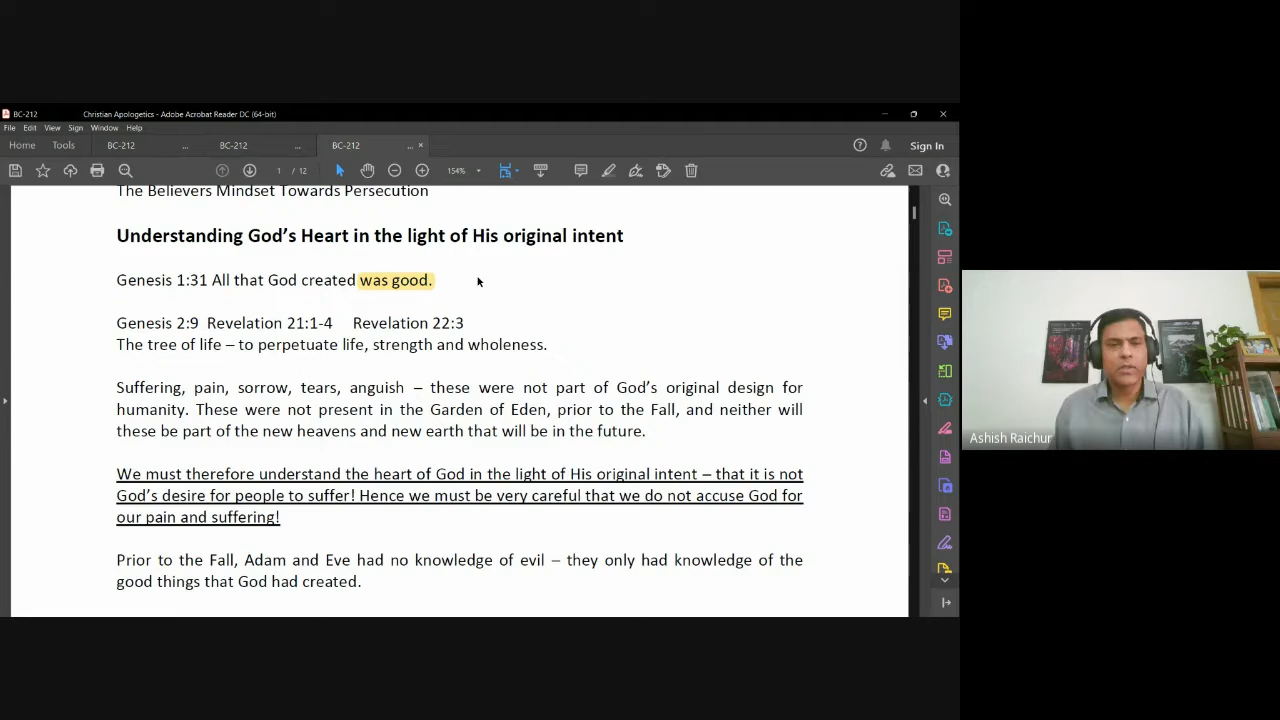 BC-212 Christian Apologetics - Adobe Acrobat Reader DC (64-bit)
File Edit View Sign Window Help
Home Tools BC-212 ... BC-212 ... BC-212 ... × Sign In
1 / 12 154%
The Believers Mindset Towards Persecution
Understanding God's Heart in the light of His original intent
Genesis 1:31 All that God created was good.
Genesis 2:9 Revelation 21:1-4 Revelation 22:3
The tree of life – to perpetuate life, strength and wholeness.
Suffering, pain, sorrow, tears, anguish – these were not part of God's original design for
humanity. These were not present in the Garden of Eden, prior to the Fall, and neither will
these be part of the new heavens and new earth that will be in the future.
We must therefore understand the heart of God in the light of His original intent – that it is not
God's desire for people to suffer! Hence we must be very careful that we do not accuse God for
our pain and suffering!
Prior to the Fall, Adam and Eve had no knowledge of evil – they only had knowledge of the
good things that God had created.
Ashish Raichur